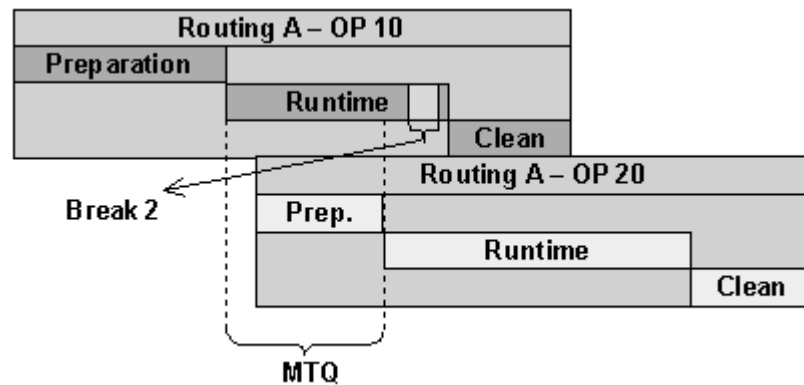 Routing A – OP 10
Preparation
Runtime
Clean
Routing A – OP 20
Break 2
Prep.
Runtime
Clean
MTQ